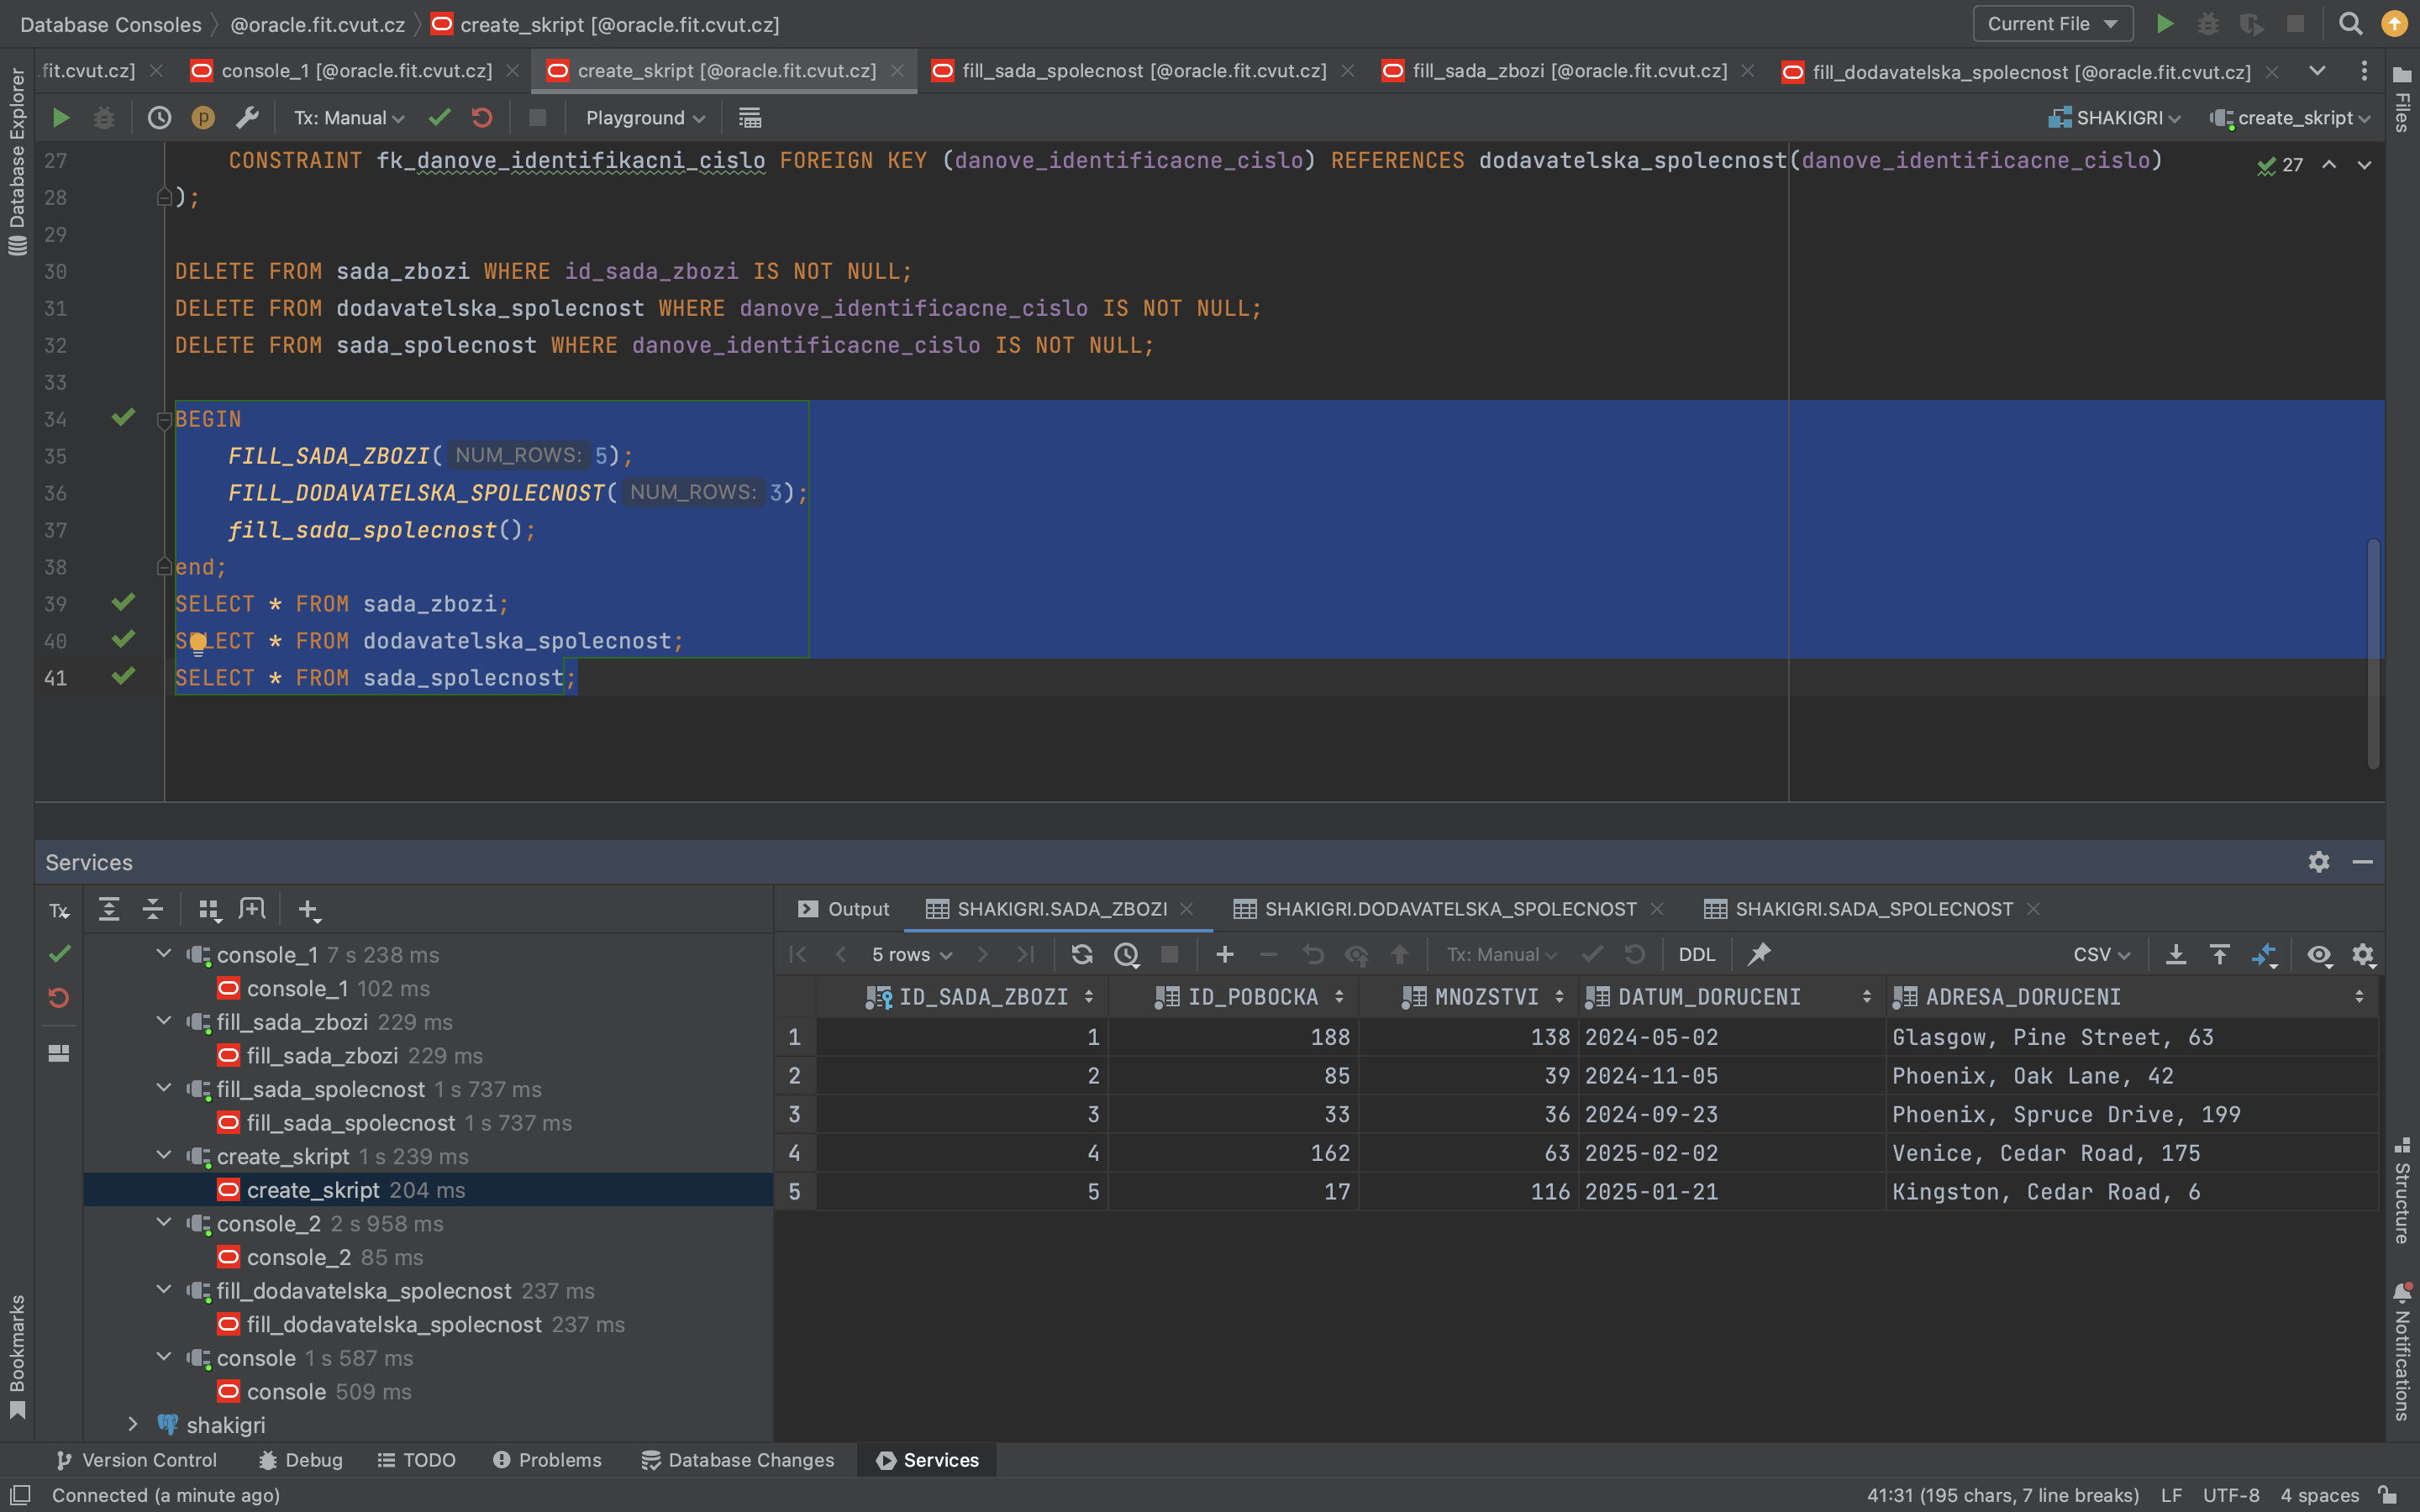 Database Consoles @oracle.fit.cvut.cz create_skript [@oracle.fit.cvut.cz] Current File
.fit.cvut.cz] console_1 [@oracle.fit.cvut.cz] create_skript [@oracle.fit.cvut.cz] fill_sada_spolecnost [@oracle.fit.cvut.cz] fill_sada_zbozi [@oracle.fit.cvut.cz] fill_dodavatelska_spolecnost [@oracle.fit.cvut.cz]
Database Explorer
Files
p Tx: Manual Playground SHAKIGRI create_skript
27 CONSTRAINT fk_danove_identifikacni_cislo FOREIGN KEY (danove_identificacne_cislo) REFERENCES dodavatelska_spolecnost(danove_identificacne_cislo) 27
28 );
29
30 DELETE FROM sada_zbozi WHERE id_sada_zbozi IS NOT NULL;
31 DELETE FROM dodavatelska_spolecnost WHERE danove_identificacne_cislo IS NOT NULL;
32 DELETE FROM sada_spolecnost WHERE danove_identificacne_cislo IS NOT NULL;
33
34 BEGIN
35 FILL_SADA_ZBOZI( NUM_ROWS: 5);
36 FILL_DODAVATELSKA_SPOLECNOST( NUM_ROWS: 3);
37 fill_sada_spolecnost();
38 end;
39 SELECT * FROM sada_zbozi;
40 SELECT * FROM dodavatelska_spolecnost;
41 SELECT * FROM sada_spolecnost;
Services
Tx
console_1 7 s 238 ms
console_1 102 ms
fill_sada_zbozi 229 ms
fill_sada_zbozi 229 ms
fill_sada_spolecnost 1 s 737 ms
fill_sada_spolecnost 1 s 737 ms
create_skript 1 s 239 ms
create_skript 204 ms
console_2 2 s 958 ms
console_2 85 ms
fill_dodavatelska_spolecnost 237 ms
fill_dodavatelska_spolecnost 237 ms
console 1 s 587 ms
console 509 ms
shakigri
Output SHAKIGRI.SADA_ZBOZI SHAKIGRI.DODAVATELSKA_SPOLECNOST SHAKIGRI.SADA_SPOLECNOST
5 rows Tx: Manual DDL CSV
ID_SADA_ZBOZI ID_POBOCKA MNOZSTVI DATUM_DORUCENI ADRESA_DORUCENI
1 1 188 138 2024-05-02 Glasgow, Pine Street, 63
2 2 85 39 2024-11-05 Phoenix, Oak Lane, 42
3 3 33 36 2024-09-23 Phoenix, Spruce Drive, 199
4 4 162 63 2025-02-02 Venice, Cedar Road, 175
5 5 17 116 2025-01-21 Kingston, Cedar Road, 6
Bookmarks
Structure
Notifications
Version Control Debug TODO Problems Database Changes Services
Connected (a minute ago) 41:31 (195 chars, 7 line breaks) LF UTF-8 4 spaces